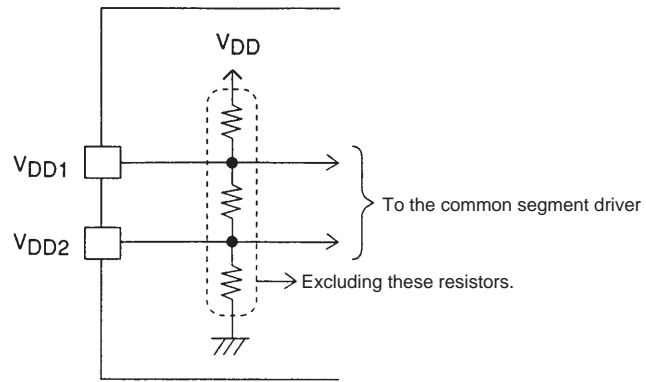 VDD
VDD1
To the common segment driver
VDD2
Excluding these resistors.